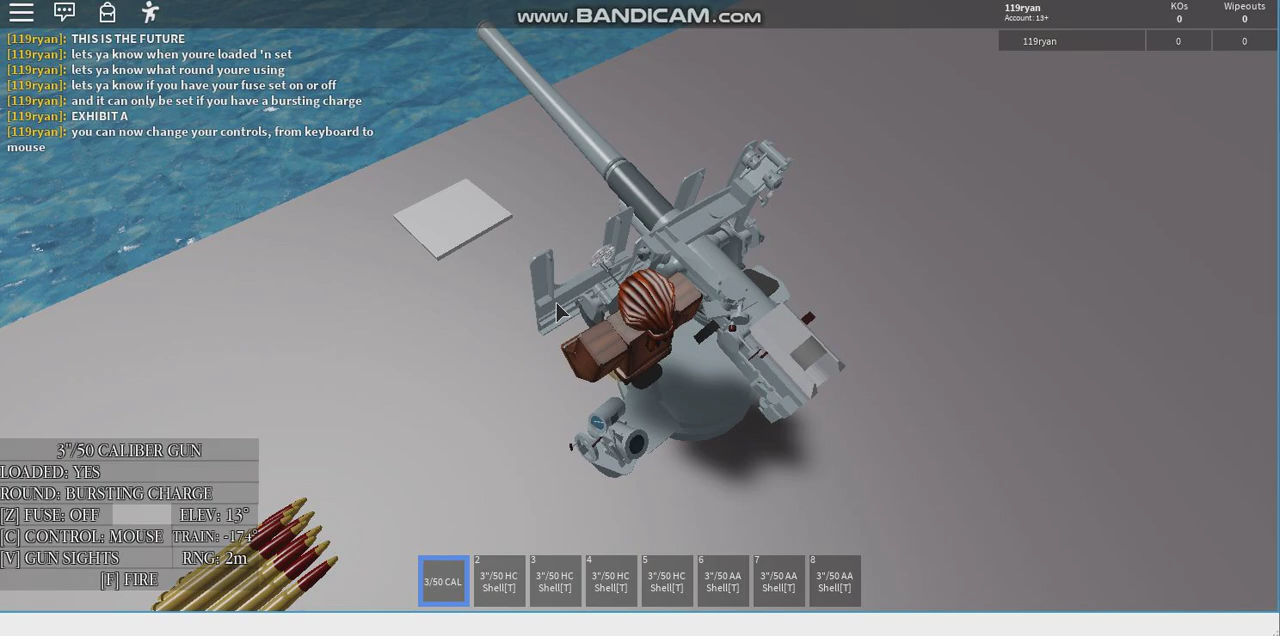 www.BANDICAM.com
119ryan
Account: 13+
KOs
0
Wipeouts
0
119ryan
0
0
[119ryan]: THIS IS THE FUTURE
[119ryan]: lets ya know when youre loaded 'n set
[119ryan]: lets ya know what round youre using
[119ryan]: lets ya know if you have your fuse set on or off
[119ryan]: and it can only be set if you have a bursting charge
[119ryan]: EXHIBIT A
[119ryan]: you can now change your controls, from keyboard to
mouse
3"/50 CALIBER GUN
LOADED: YES
ROUND: BURSTING CHARGE
[Z] FUSE: OFF ELEV: 13°
[C] CONTROL: MOUSE TRAIN: -174°
[V] GUN SIGHTS RNG: 2m
[F] FIRE
3/50 CAL
2
3"/50 HC
Shell[T]
3
3"/50 HC
Shell[T]
4
3"/50 HC
Shell[T]
5
3"/50 HC
Shell[T]
6
3"/50 AA
Shell[T]
7
3"/50 AA
Shell[T]
8
3"/50 AA
Shell[T]